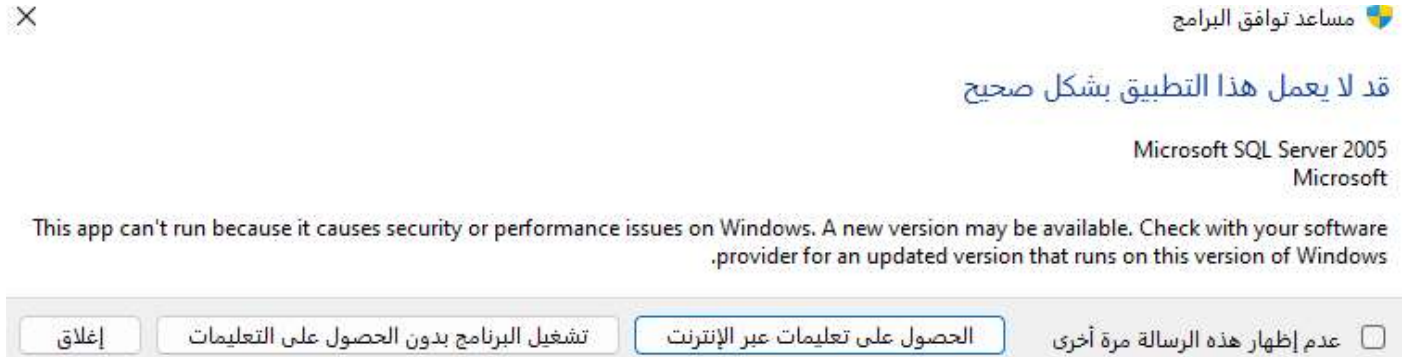 مساعد توافق البرامج
قد لا يعمل هذا التطبيق بشكل صحيح
Microsoft SQL Server 2005
Microsoft
This app can't run because it causes security or performance issues on Windows. A new version may be available. Check with your software
.provider for an updated version that runs on this version of Windows
عدم إظهار هذه الرسالة مرة أخرى
الحصول على تعليمات عبر الإنترنت
تشغيل البرنامج بدون الحصول على التعليمات
إغلاق